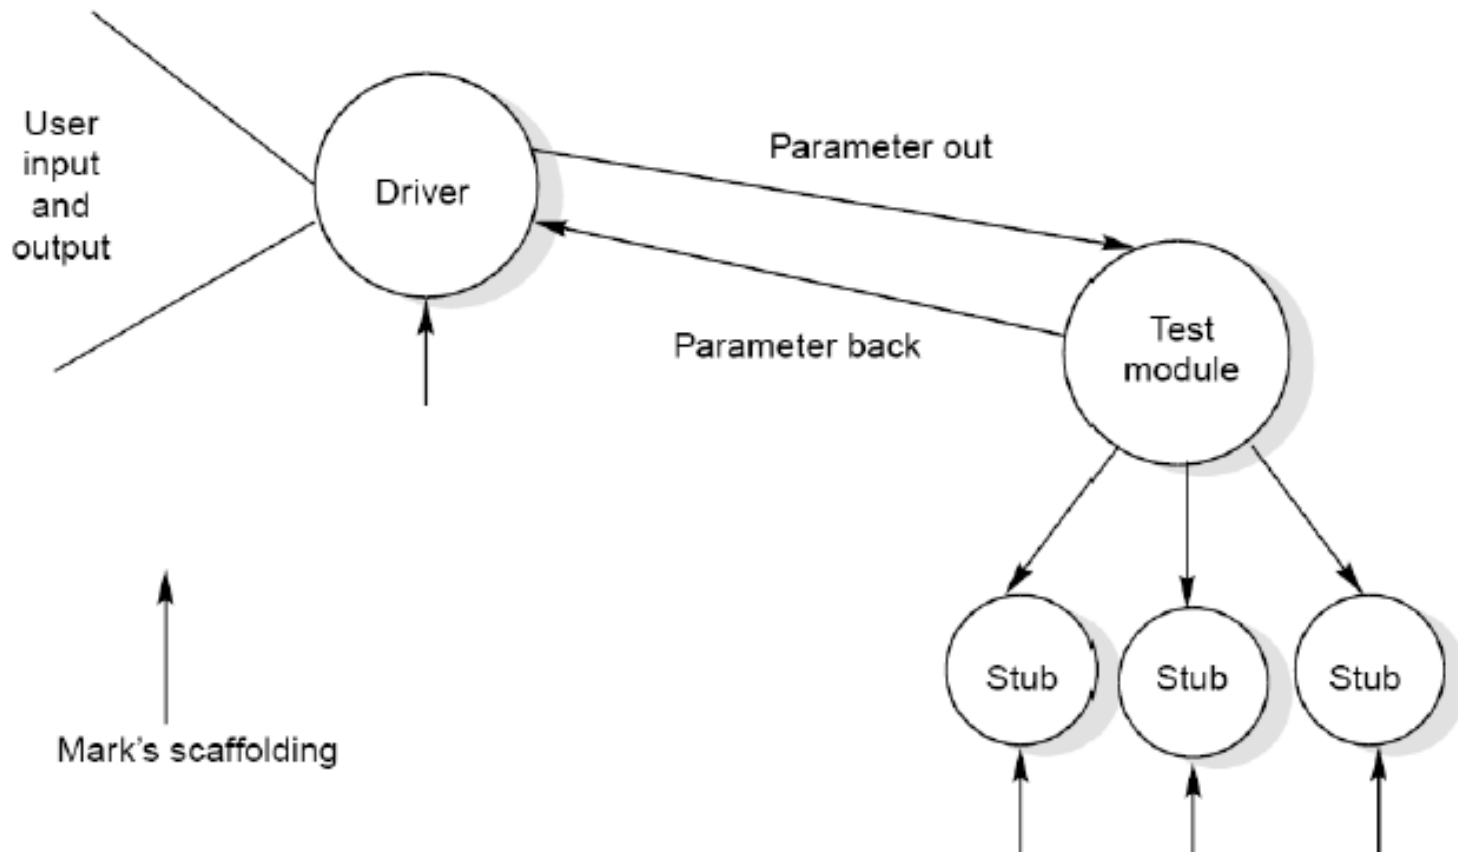 User
input
and
output
Driver
Parameter out
Parameter back
Test
module
Stub
Stub
Stub
Mark's scaffolding